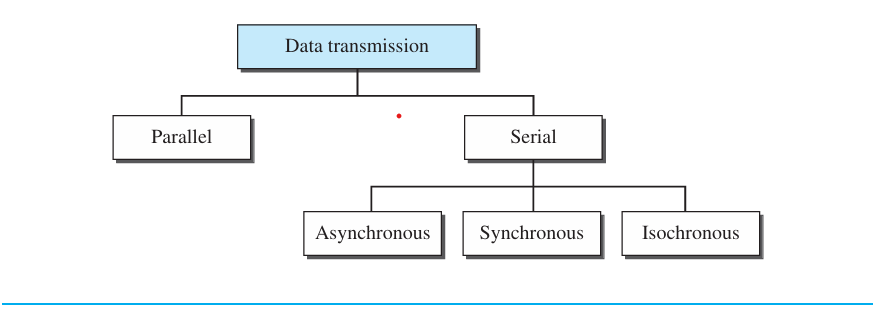 Data transmission
Parallel
Serial
Asynchronous
Synchronous
Isochronous